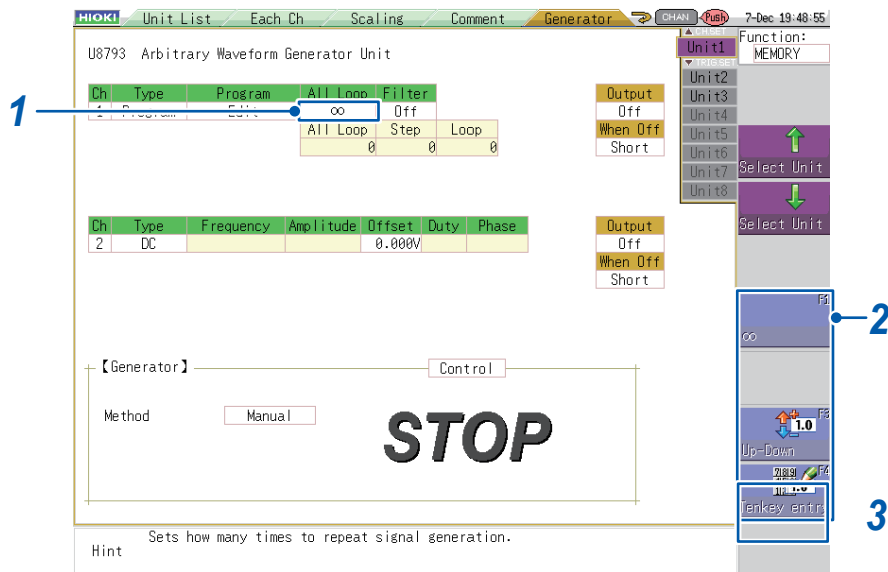 HIOKI Unit List Each Ch Scaling Comment Generator CHAN Push 7-Dec 19:48:55
U8793 Arbitrary Waveform Generator Unit
▲ CH.SET
Unit1
▼ TRIG.SET
Unit2
Unit3
Unit4
Unit5
Unit6
Unit7
Unit8
Function:
MEMORY
Select Unit
Select Unit
Ch Type Program All Loop Filter
1 Program Edit ∞ Off
All Loop Step Loop
0 0 0
Output
Off
When Off
Short
Ch Type Frequency Amplitude Offset Duty Phase
2 DC 0.000V
Output
Off
When Off
Short
【Generator】 Control
Method Manual
STOP
F1
∞
F3
1.0
Up-Down
F4
Tenkey entry
1
2
3
Hint Sets how many times to repeat signal generation.